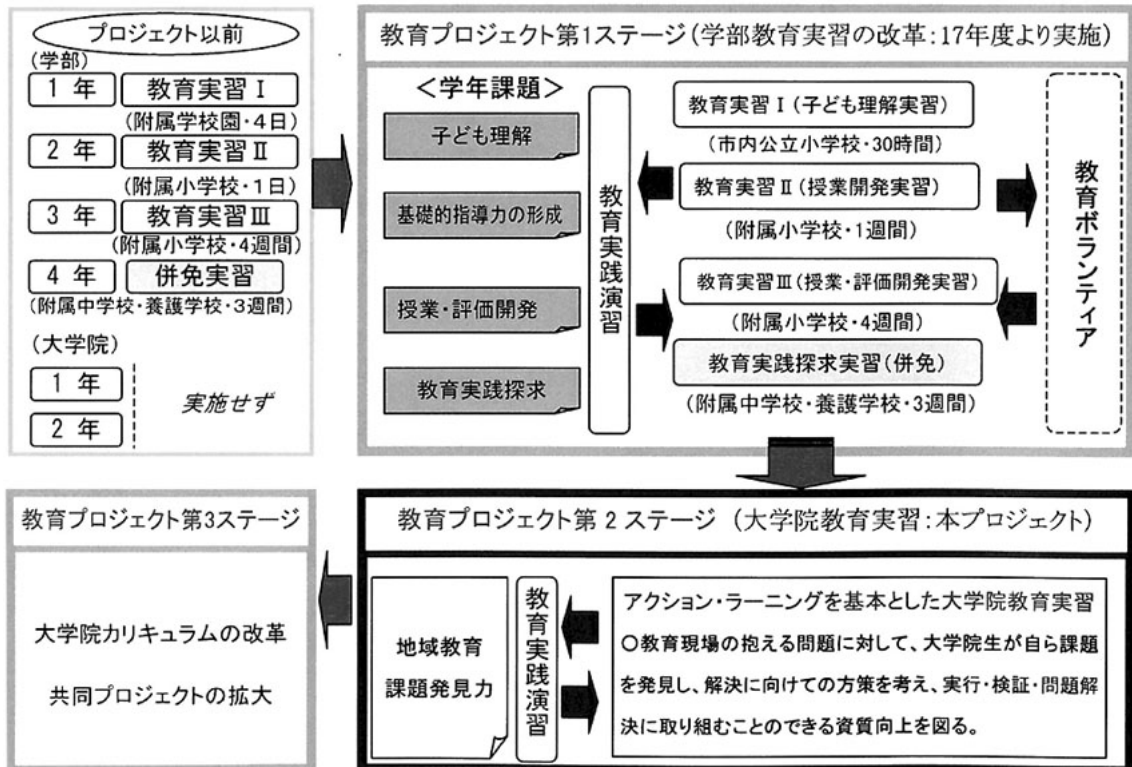 プロジェクト以前
(学部)
1 年 教育実習Ⅰ
(附属学校園・4日)
2 年 教育実習Ⅱ
(附属小学校・1日)
3 年 教育実習Ⅲ
(附属小学校・4週間)
4 年 併免実習
(附属中学校・養護学校・3週間)
(大学院)
1 年
実施せず
2 年
教育プロジェクト第1ステージ(学部教育実習の改革:17年度より実施)
<学年課題>
子ども理解
基礎的指導力の形成
授業・評価開発
教育実践探求
教育実践演習
教育実習Ⅰ(子ども理解実習)
(市内公立小学校・30時間)
教育実習Ⅱ(授業開発実習)
(附属小学校・1週間)
教育実習Ⅲ(授業・評価開発実習)
(附属小学校・4週間)
教育実践探求実習(併免)
(附属中学校・養護学校・3週間)
教育ボランティア
教育プロジェクト第2ステージ (大学院教育実習:本プロジェクト)
地域教育
課題発見力
教育実践演習
アクション・ラーニングを基本とした大学院教育実習
〇教育現場の抱える問題に対して、大学院生が自ら課題
を発見し、解決に向けての方策を考え、実行・検証・問題解
決に取り組むことのできる資質向上を図る。
教育プロジェクト第3ステージ
大学院カリキュラムの改革
共同プロジェクトの拡大